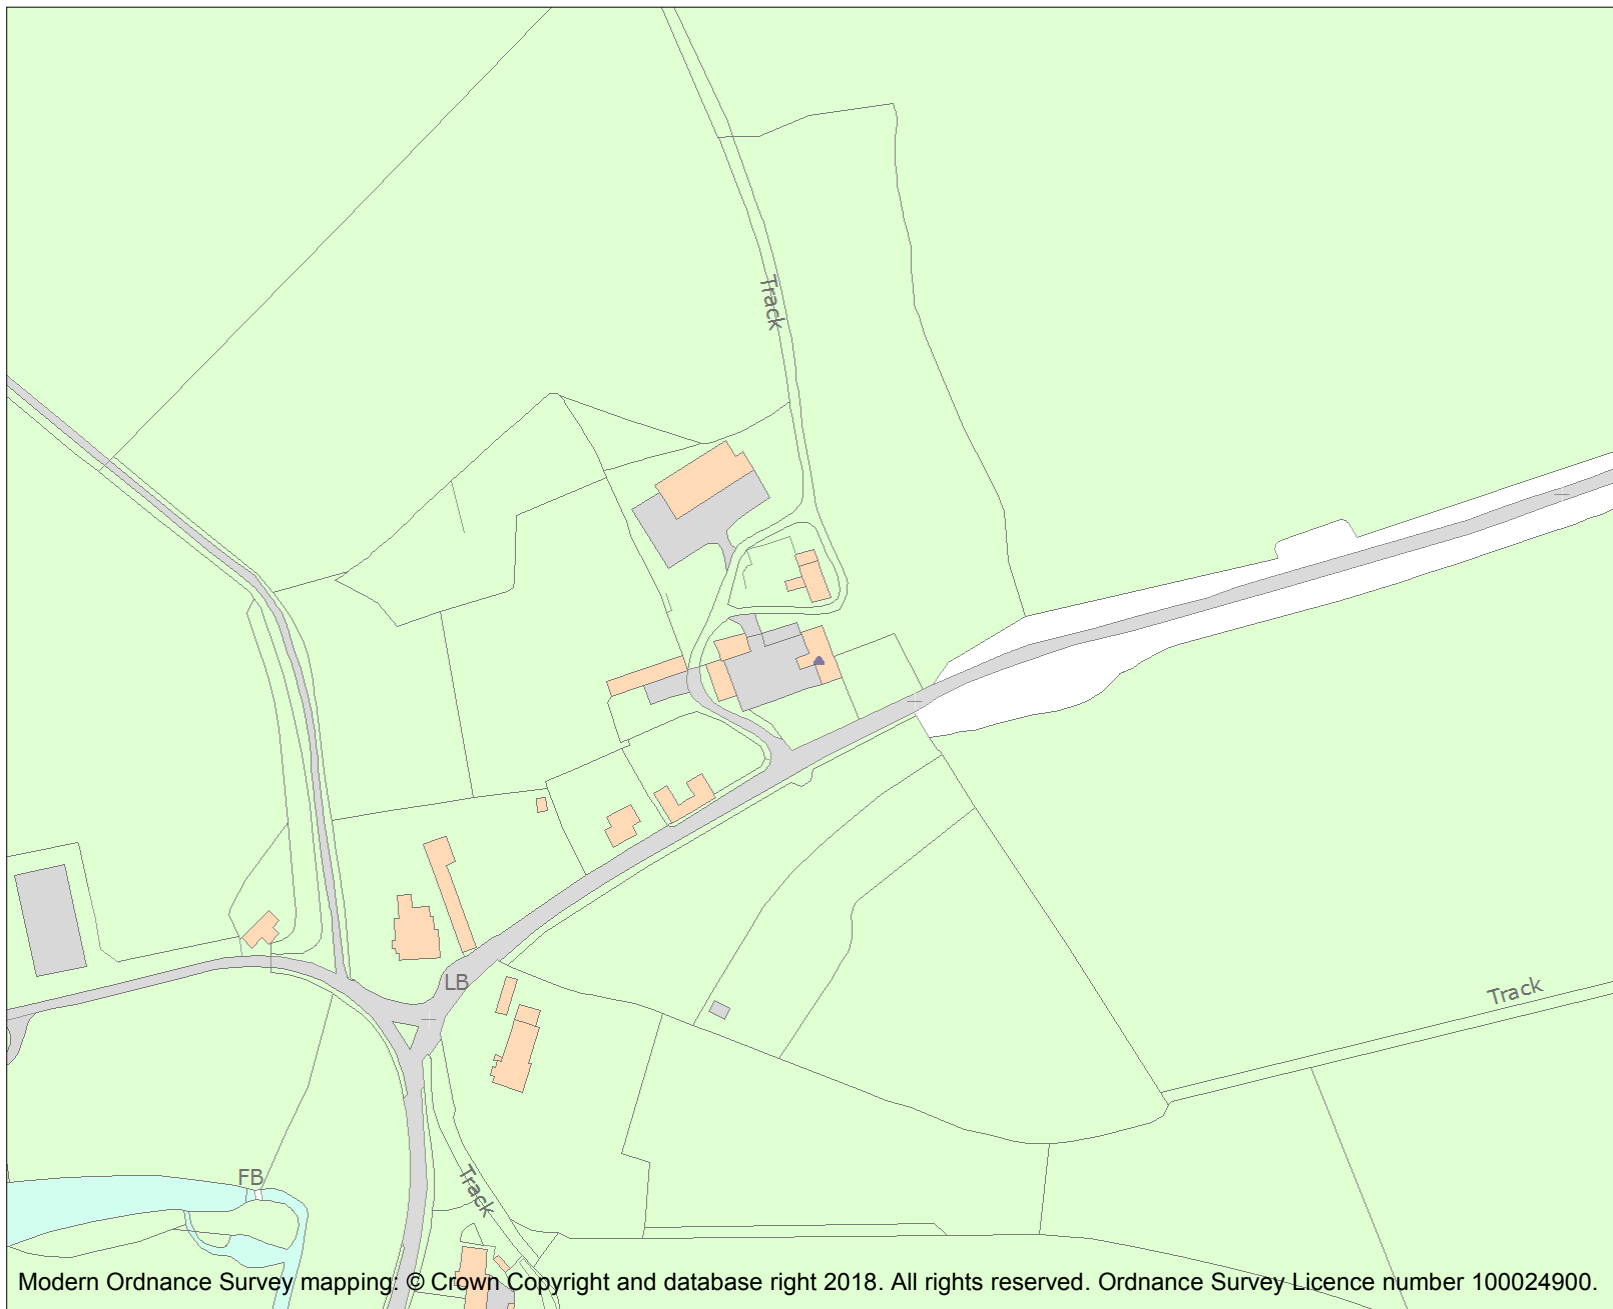 Track
LB
Track
FB
Track
Modern Ordnance Survey mapping: © Crown Copyright and database right 2018. All rights reserved. Ordnance Survey Licence number 100024900.